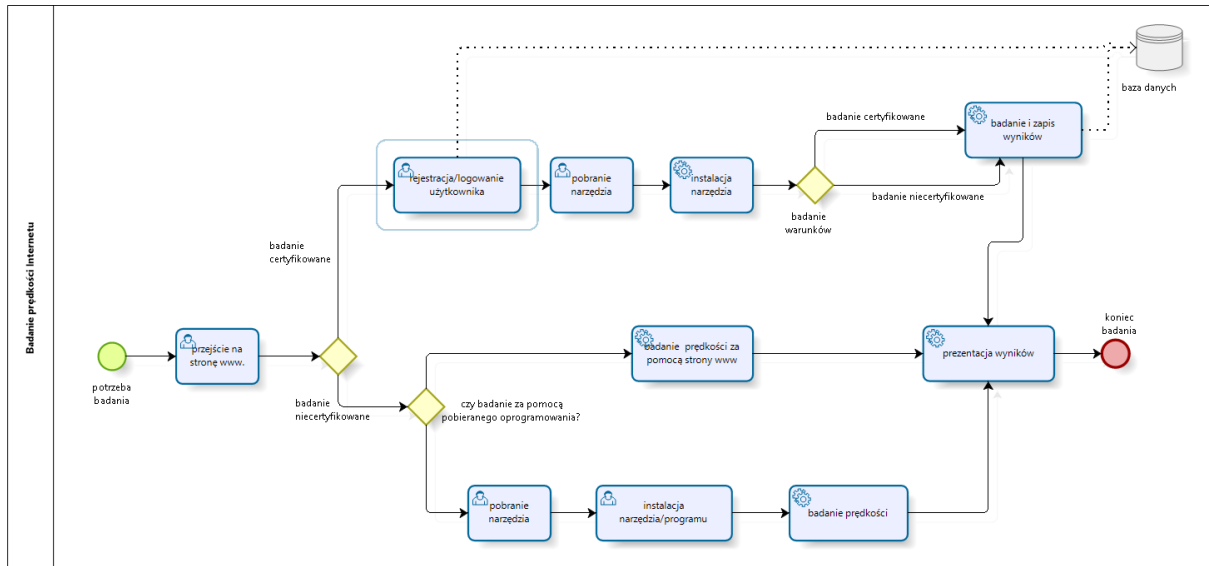 Badanie prędkości Internetu
baza danych
badanie certyfikowane
badanie i zapis
wyników
rejestracja/logowanie
użytkownika
pobranie
narzędzia
instalacja
narzędzia
badanie niecertyfikowane
badanie
warunków
badanie
certyfikowane
koniec
badania
przejście na
stronę www.
badanie prędkości za
pomocą strony www
prezentacja wyników
potrzeba
badania
badanie
niecertyfikowane
czy badanie za pomocą
pobieranego oprogramowania?
pobranie
narzędzia
instalacja
narzędzia/programu
badanie prędkości